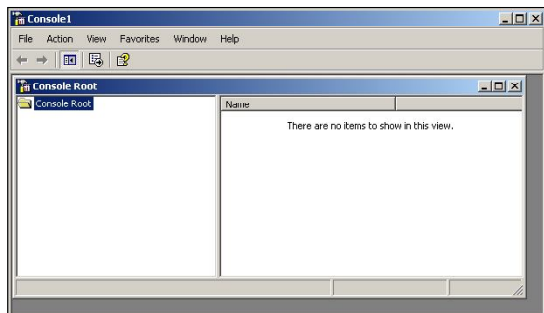 Console1
File Action View Favorites Window Help
Console Root
Console Root
Name
There are no items to show in this view.